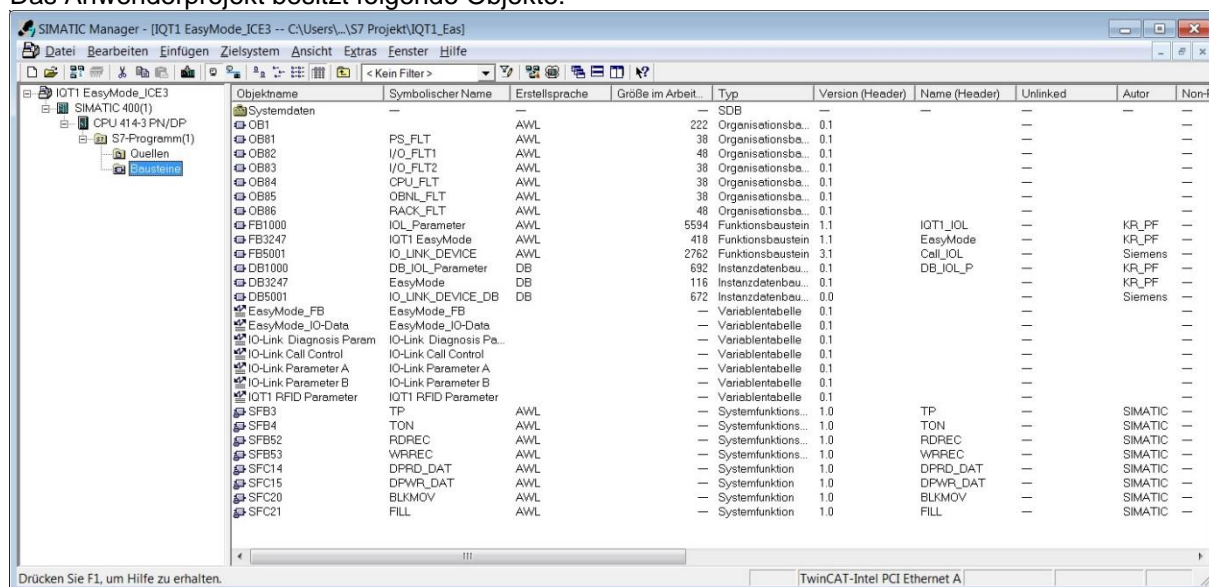 Das Anwenderprojekt besitzt folgende Objekte:
SIMATIC Manager - [IQT1 EasyMode_ICE3 -- C:\Users\...\S7 Projekt\IQT1_Eas]
Datei Bearbeiten Einfügen Zielsystem Ansicht Extras Fenster Hilfe
< Kein Filter >
IQT1 EasyMode_ICE3
SIMATIC 400(1)
CPU 414-3 PN/DP
S7-Programm(1)
Quellen
Bausteine
Objektname Symbolischer Name Erstellsprache Größe im Arbeit... Typ Version (Header) Name (Header) Unlinked Autor Non-R
Systemdaten — — — SDB — — — —
OB1 AWL 222 Organisationsba... 0.1 — —
OB81 PS_FLT AWL 38 Organisationsba... 0.1 — —
OB82 I/O_FLT1 AWL 48 Organisationsba... 0.1 — —
OB83 I/O_FLT2 AWL 38 Organisationsba... 0.1 — —
OB84 CPU_FLT AWL 38 Organisationsba... 0.1 — —
OB85 OBNL_FLT AWL 38 Organisationsba... 0.1 — —
OB86 RACK_FLT AWL 48 Organisationsba... 0.1 — —
FB1000 IOL_Parameter AWL 5594 Funktionsbaustein 1.1 IQT1_IOL — KR_PF —
FB3247 IQT1 EasyMode AWL 418 Funktionsbaustein 1.1 EasyMode — KR_PF —
FB5001 IO_LINK_DEVICE AWL 2762 Funktionsbaustein 3.1 Call_IOL — Siemens —
DB1000 DB_IOL_Parameter DB 692 Instanzdatenbau... 0.1 DB_IOL_P — KR_PF —
DB3247 EasyMode DB 116 Instanzdatenbau... 0.1 — KR_PF —
DB5001 IO_LINK_DEVICE_DB DB 672 Instanzdatenbau... 0.0 — Siemens —
EasyMode_FB EasyMode_FB — Variablentabelle 0.1 — —
EasyMode_IO-Data EasyMode_IO-Data — Variablentabelle 0.1 — —
IO-Link Diagnosis Param IO-Link Diagnosis Pa... — Variablentabelle 0.1 — —
IO-Link Call Control IO-Link Call Control — Variablentabelle 0.1 — —
IO-Link Parameter A IO-Link Parameter A — Variablentabelle 0.1 — —
IO-Link Parameter B IO-Link Parameter B — Variablentabelle 0.1 — —
IQT1 RFID Parameter IQT1 RFID Parameter — Variablentabelle 0.1 — —
SFB3 TP AWL — Systemfunktions... 1.0 TP — SIMATIC —
SFB4 TON AWL — Systemfunktions... 1.0 TON — SIMATIC —
SFB52 RDREC AWL — Systemfunktions... 1.0 RDREC — SIMATIC —
SFB53 WRREC AWL — Systemfunktions... 1.0 WRREC — SIMATIC —
SFC14 DPRD_DAT AWL — Systemfunktion 1.0 DPRD_DAT — SIMATIC —
SFC15 DPWR_DAT AWL — Systemfunktion 1.0 DPWR_DAT — SIMATIC —
SFC20 BLKMOV AWL — Systemfunktion 1.0 BLKMOV — SIMATIC —
SFC21 FILL AWL — Systemfunktion 1.0 FILL — SIMATIC —
Drücken Sie F1, um Hilfe zu erhalten. TwinCAT-Intel PCI Ethernet A